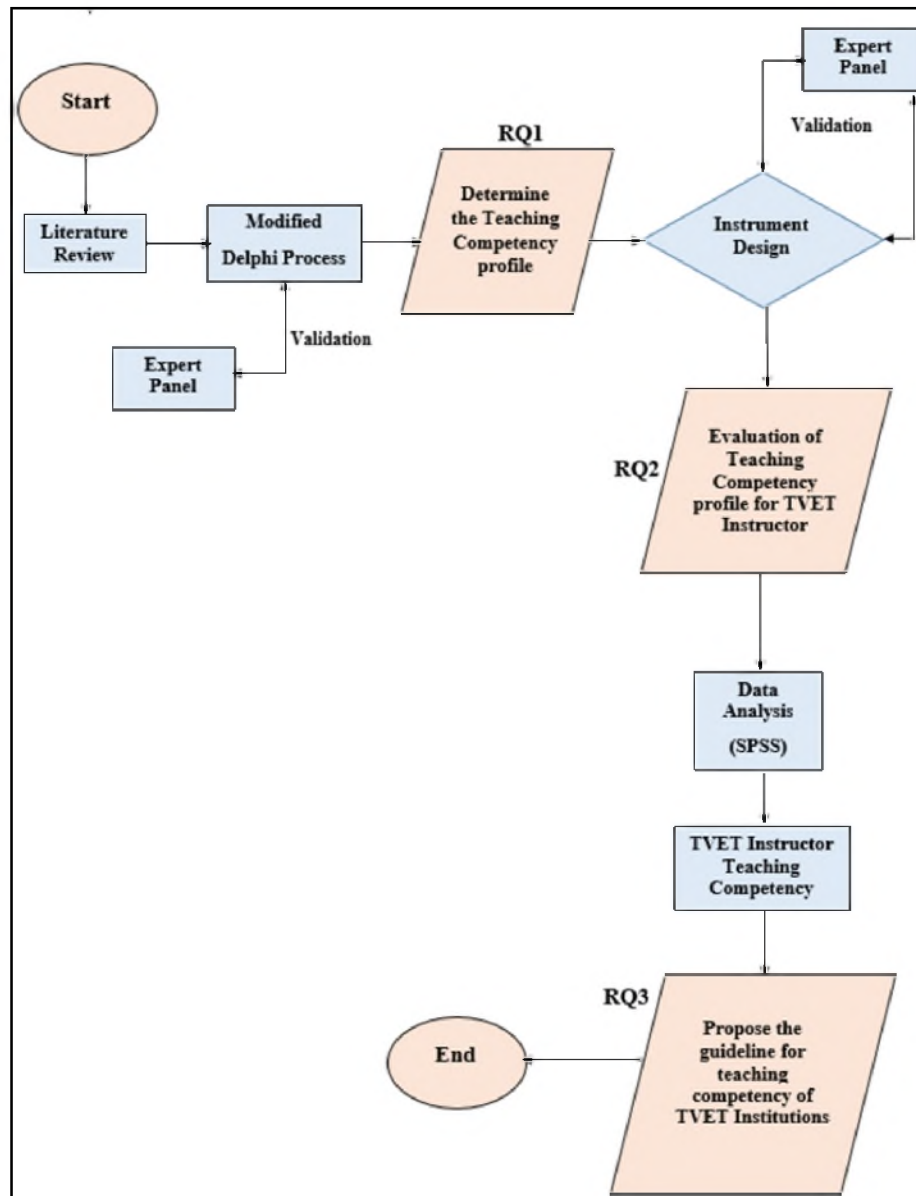 Start
Literature
Review
Modified
Delphi Process
Validation
Expert
Panel
RQ1
Determine
the Teaching
Competency
profile
Expert
Panel
Validation
Instrument
Design
RQ2
Evaluation of
Teaching
Competency
profile for TVET
Instructor
Data
Analysis
(SPSS)
TVET Instructor
Teaching
Competency
RQ3
Propose the
guideline for
teaching
competency of
TVET Institutions
End